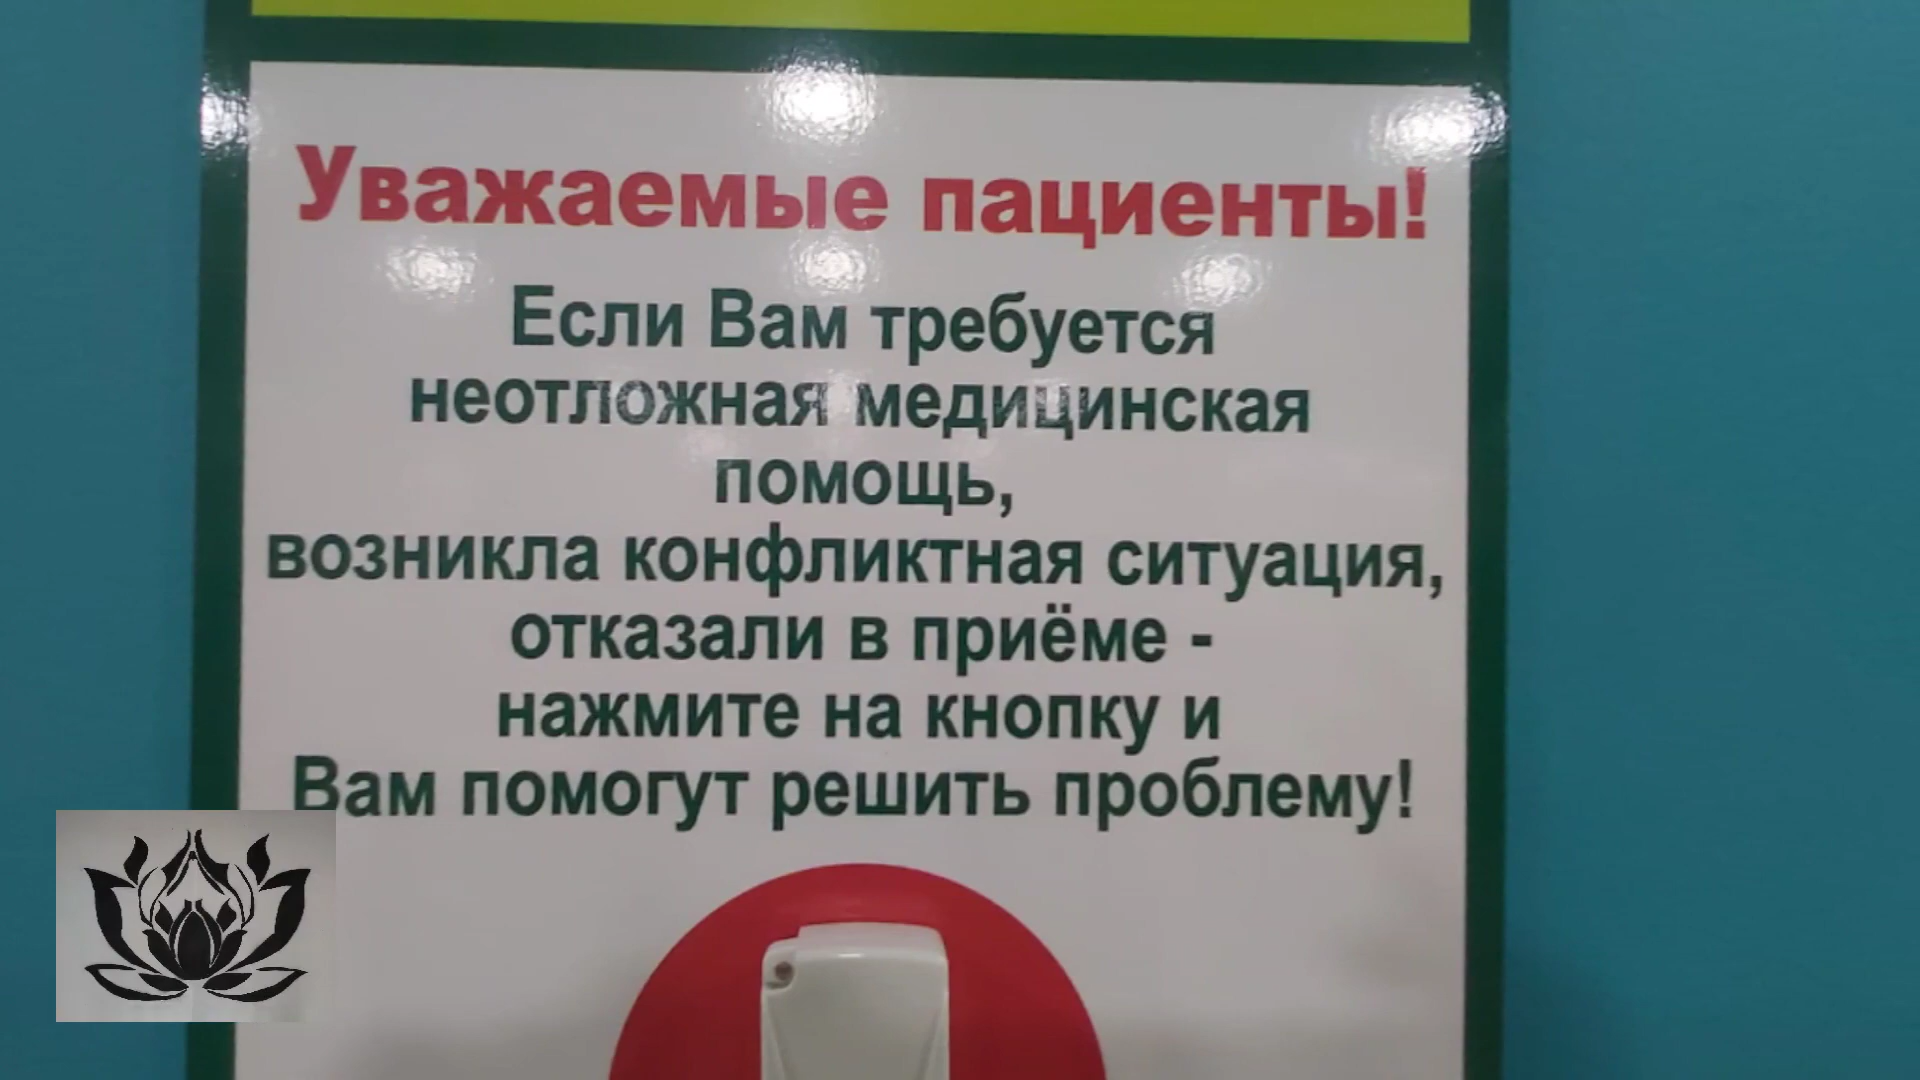 Уважаемые пациенты!
Если Вам требуется
неотложная медицинская
помощь,
возникла конфликтная ситуация,
отказали в приёме -
нажмите на кнопку и
Вам помогут решить проблему!